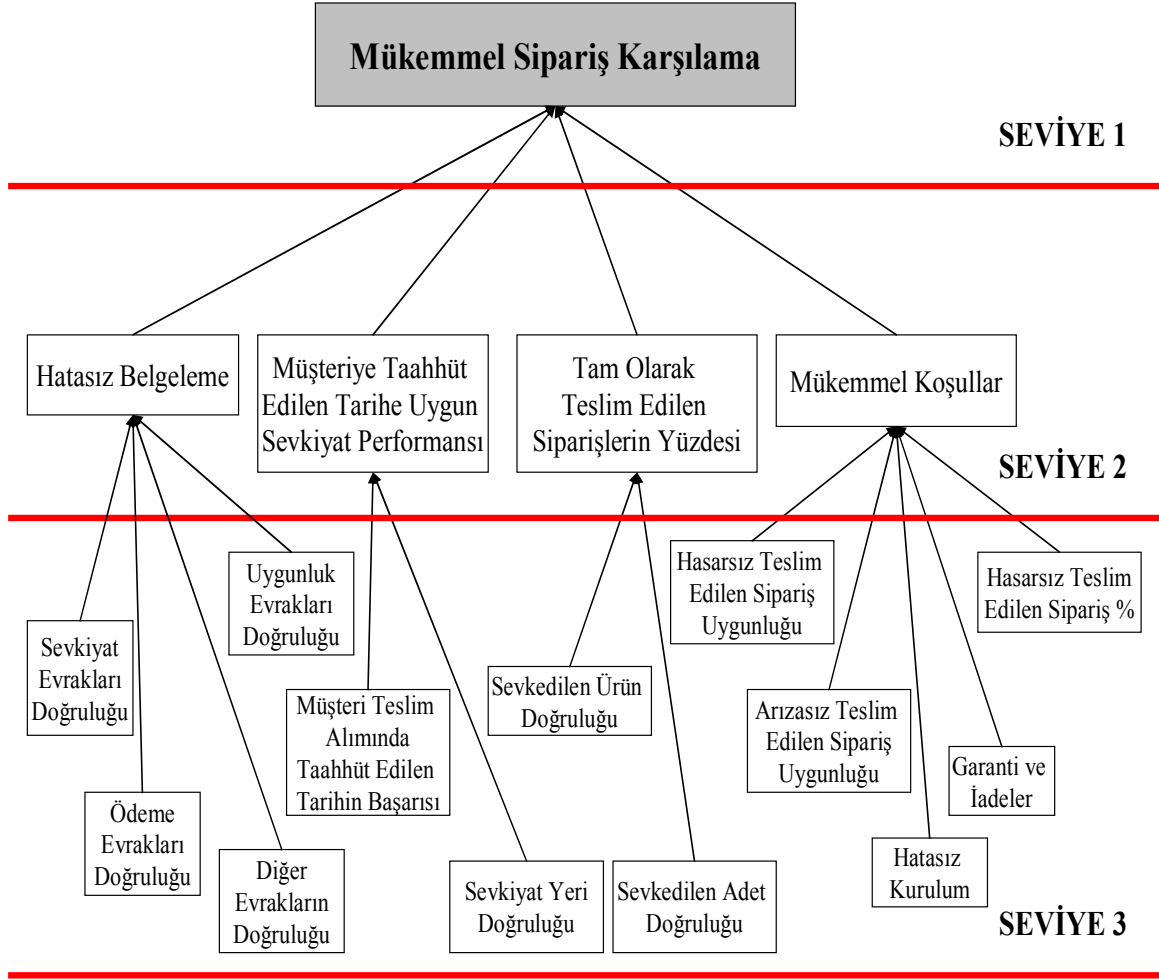 Mükemmel Sipariş Karşılama
SEVİYE 1
Hatasız Belgeleme
Müşteriye Taahhüt
Edilen Tarihe Uygun
Sevkiyat Performansı
Tam Olarak
Teslim Edilen
Siparişlerin Yüzdesi
Mükemmel Koşullar
SEVİYE 2
Sevkiyat
Evrakları
Doğruluğu
Ödeme
Evrakları
Doğruluğu
Diğer
Evrakların
Doğruluğu
Uygunluk
Evrakları
Doğruluğu
Müşteri Teslim
Alımında
Taahhüt Edilen
Tarihin Başarısı
Sevkiyat Yeri
Doğruluğu
Sevkedilen Ürün
Doğruluğu
Sevkedilen Adet
Doğruluğu
Hasarsız Teslim
Edilen Sipariş
Uygunluğu
Arızasız Teslim
Edilen Sipariş
Uygunluğu
Hatasız
Kurulum
Garanti ve
İadeler
Hasarsız Teslim
Edilen Sipariş %
SEVİYE 3